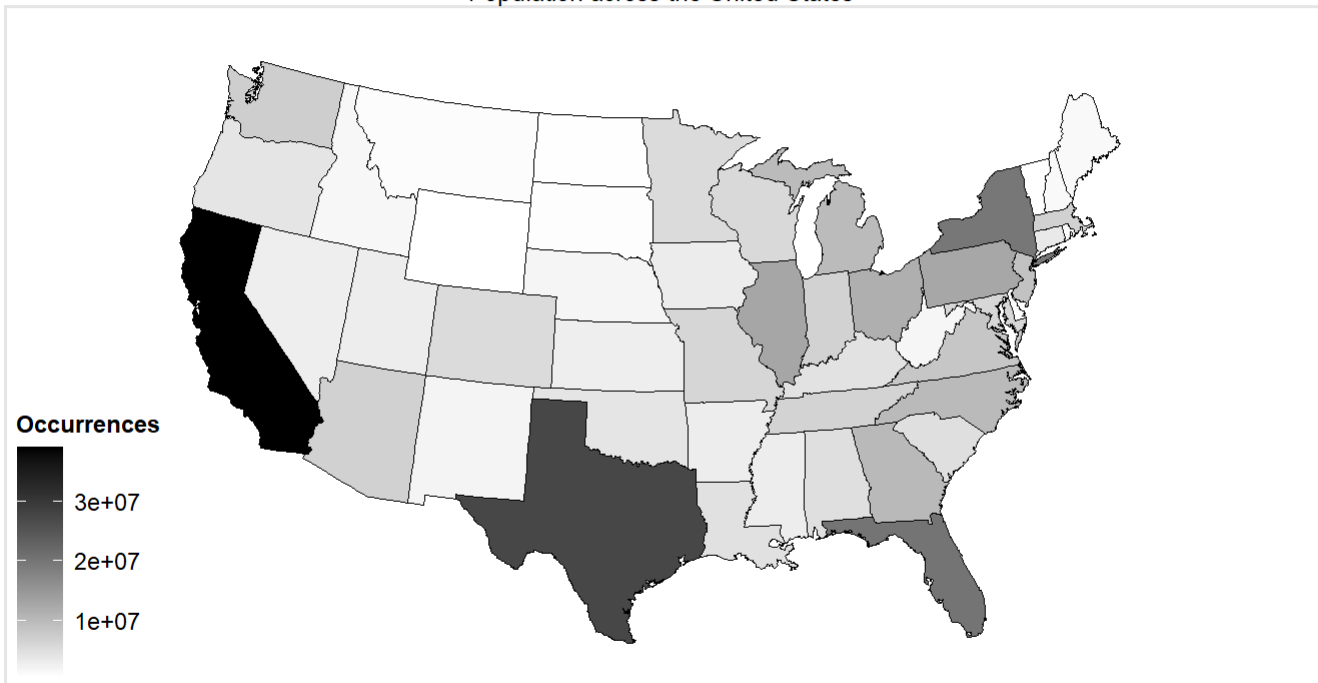 Population across the United States
Occurrences
3e+07
2e+07
1e+07